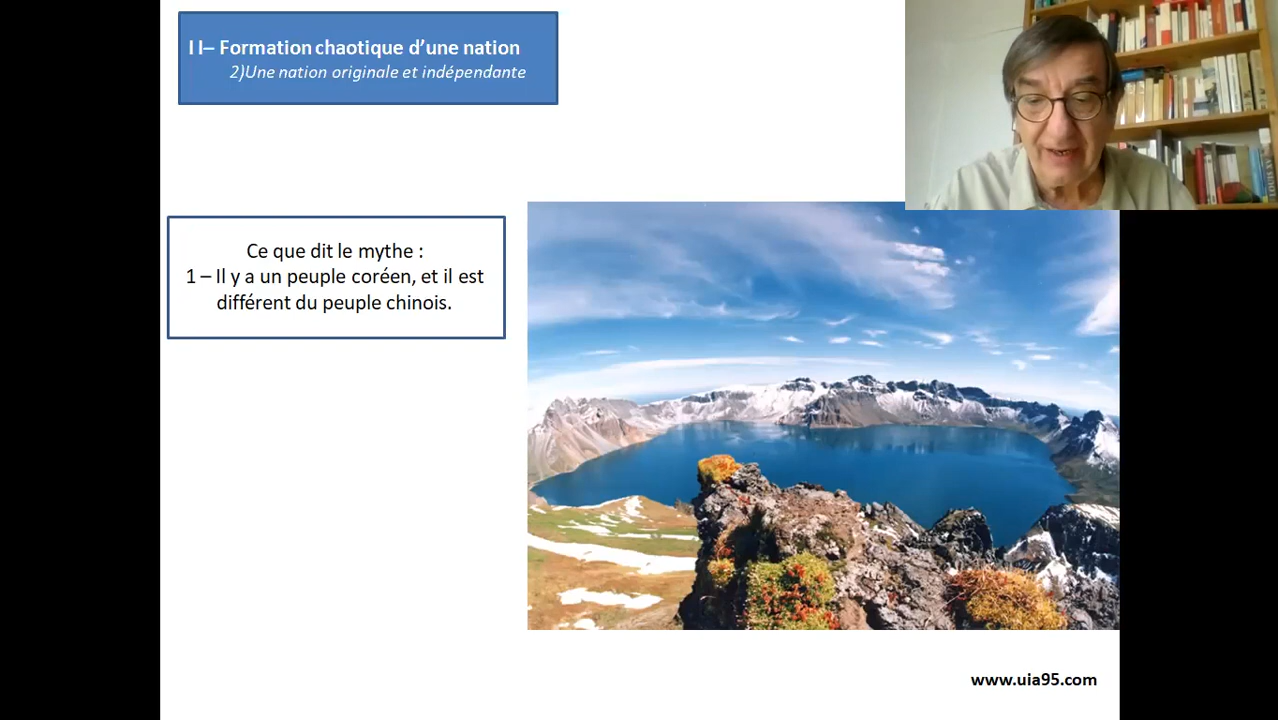 I I– Formation chaotique d’une nation
2)Une nation originale et indépendante
Ce que dit le mythe :
1 – Il y a un peuple coréen, et il est
différent du peuple chinois.
www.uia95.com